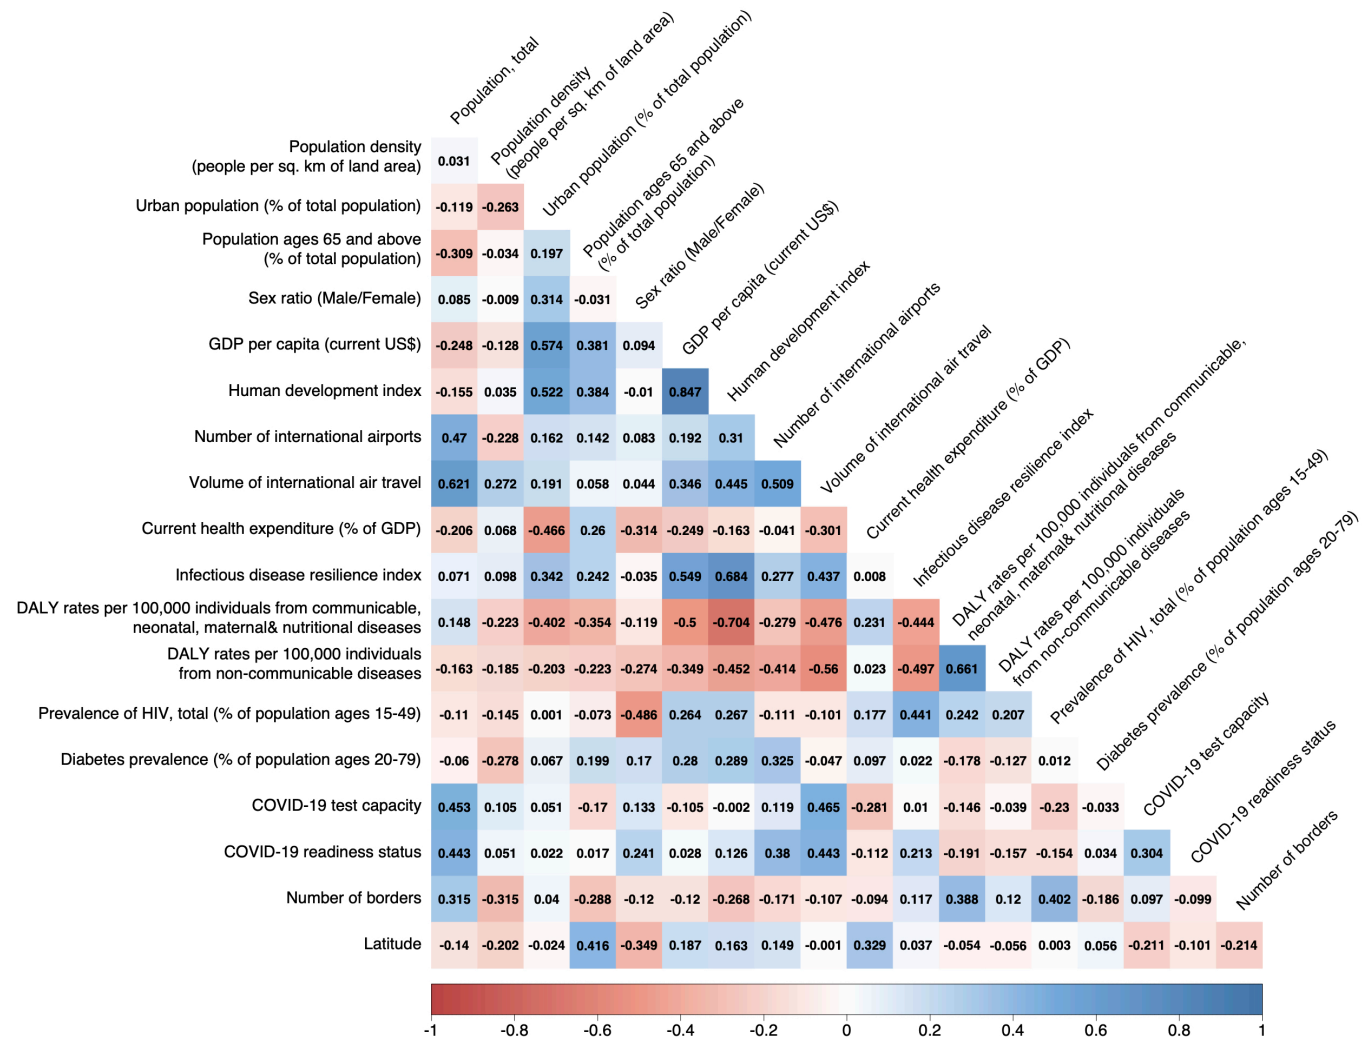 Population, total
Population density
(people per sq. km of land area)
Urban population (% of total population)
Population ages 65 and above
(% of total population)
Sex ratio (Male/Female)
GDP per capita (current US$)
Human development index
Number of international airports
Volume of international air travel
Current health expenditure (% of GDP)
Infectious disease resilience index
DALY rates per 100,000 individuals from communicable,
neonatal, maternal& nutritional diseases
DALY rates per 100,000 individuals
from non-communicable diseases
Prevalence of HIV, total (% of population ages 15-49)
Diabetes prevalence (% of population ages 20-79)
COVID-19 test capacity
COVID-19 readiness status
Number of borders
Population density
(people per sq. km of land area)
0.031
Urban population (% of total population) -0.119 -0.263
Population ages 65 and above
(% of total population)
-0.309 -0.034 0.197
Sex ratio (Male/Female) 0.085 -0.009 0.314 -0.031
GDP per capita (current US$) -0.248 -0.128 0.574 0.381 0.094
Human development index -0.155 0.035 0.522 0.384 -0.01 0.847
Number of international airports 0.47 -0.228 0.162 0.142 0.083 0.192 0.31
Volume of international air travel 0.621 0.272 0.191 0.058 0.044 0.346 0.445 0.509
Current health expenditure (% of GDP) -0.206 0.068 -0.466 0.26 -0.314 -0.249 -0.163 -0.041 -0.301
Infectious disease resilience index 0.071 0.098 0.342 0.242 -0.035 0.549 0.684 0.277 0.437 0.008
DALY rates per 100,000 individuals from communicable,
neonatal, maternal& nutritional diseases
0.148 -0.223 -0.402 -0.354 -0.119 -0.5 -0.704 -0.279 -0.476 0.231 -0.444
DALY rates per 100,000 individuals
from non-communicable diseases
-0.163 -0.185 -0.203 -0.223 -0.274 -0.349 -0.452 -0.414 -0.56 0.023 -0.497 0.661
Prevalence of HIV, total (% of population ages 15-49) -0.11 -0.145 0.001 -0.073 -0.486 0.264 0.267 -0.111 -0.101 0.177 0.441 0.242 0.207
Diabetes prevalence (% of population ages 20-79) -0.06 -0.278 0.067 0.199 0.17 0.28 0.289 0.325 -0.047 0.097 0.022 -0.178 -0.127 0.012
COVID-19 test capacity 0.453 0.105 0.051 -0.17 0.133 -0.105 -0.002 0.119 0.465 -0.281 0.01 -0.146 -0.039 -0.23 -0.033
COVID-19 readiness status 0.443 0.051 0.022 0.017 0.241 0.028 0.126 0.38 0.443 -0.112 0.213 -0.191 -0.157 -0.154 0.034 0.304
Number of borders 0.315 -0.315 0.04 -0.288 -0.12 -0.12 -0.268 -0.171 -0.107 -0.094 0.117 0.388 0.12 0.402 -0.186 0.097 -0.099
Latitude -0.14 -0.202 -0.024 0.416 -0.349 0.187 0.163 0.149 -0.001 0.329 0.037 -0.054 -0.056 0.003 0.056 -0.211 -0.101 -0.214
-1 -0.8 -0.6 -0.4 -0.2 0 0.2 0.4 0.6 0.8 1